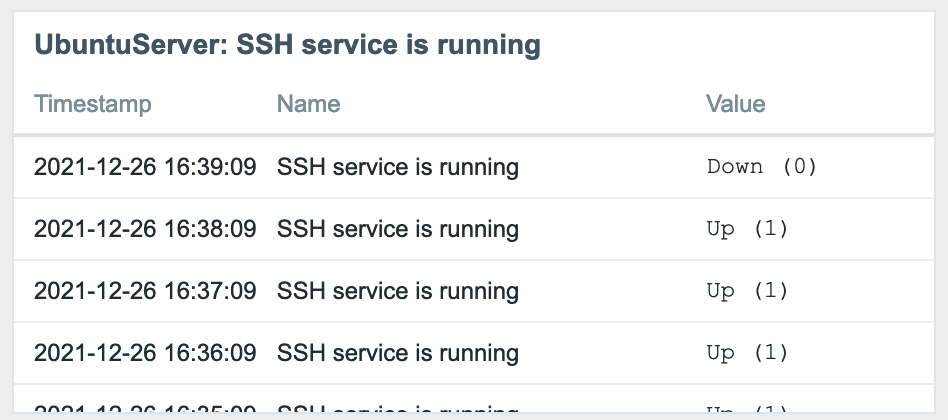 UbuntuServer: SSH service is running
Timestamp Name Value
2021-12-26 16:39:09 SSH service is running Down (0)
2021-12-26 16:38:09 SSH service is running Up (1)
2021-12-26 16:37:09 SSH service is running Up (1)
2021-12-26 16:36:09 SSH service is running Up (1)
2021-12-26 16:35:09 SSH service is running Up (1)